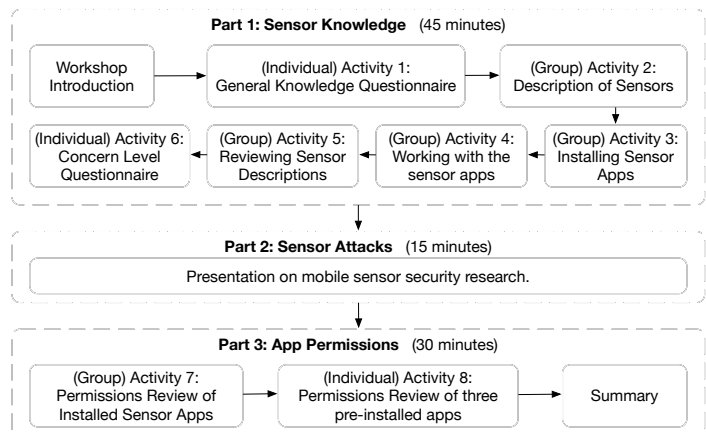 Part 1: Sensor Knowledge (45 minutes)
Workshop
Introduction
(Individual) Activity 1:
General Knowledge Questionnaire
(Group) Activity 2:
Description of Sensors
(Group) Activity 3:
Installing Sensor
Apps
(Group) Activity 4:
Working with the
sensor apps
(Group) Activity 5:
Reviewing Sensor
Descriptions
(Individual) Activity 6:
Concern Level
Questionnaire
Part 2: Sensor Attacks (15 minutes)
Presentation on mobile sensor security research.
Part 3: App Permissions (30 minutes)
(Group) Activity 7:
Permissions Review of
Installed Sensor Apps
(Individual) Activity 8:
Permissions Review of three
pre-installed apps
Summary